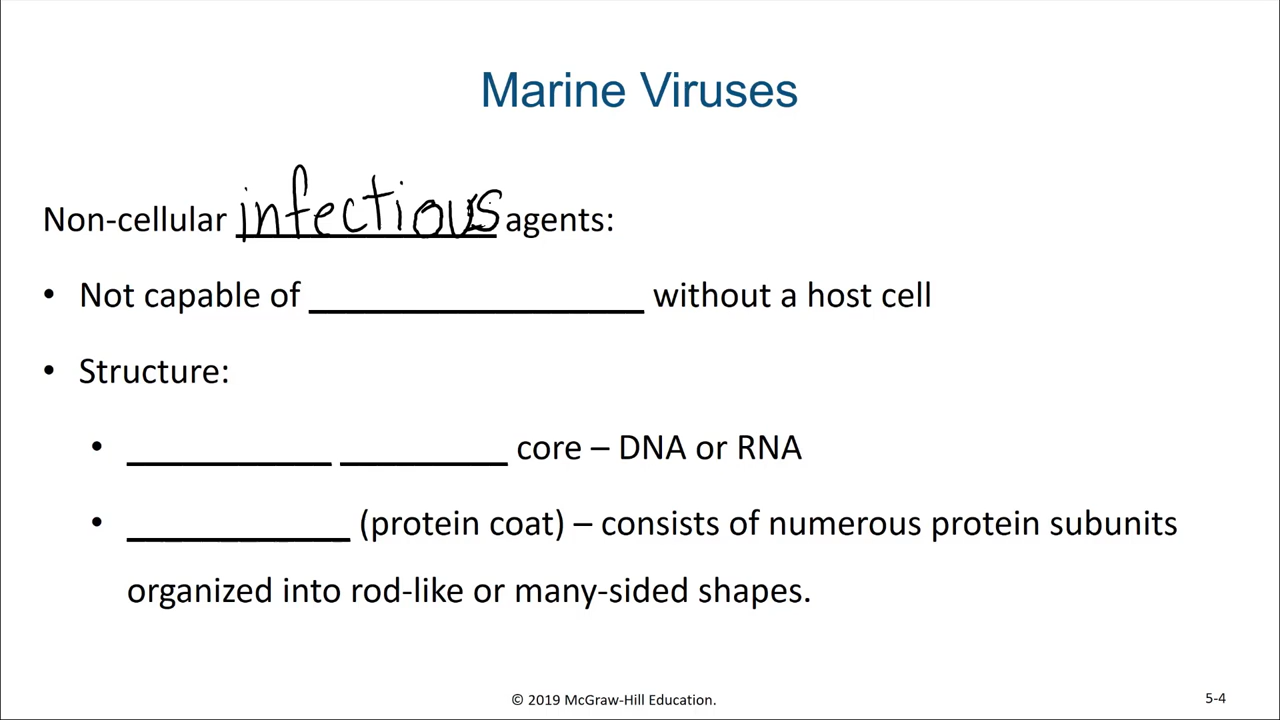 Marine Viruses
Non-cellular infectious agents:
• Not capable of ____________________ without a host cell
• Structure:
• ____________ __________ core – DNA or RNA
• _____________ (protein coat) – consists of numerous protein subunits
organized into rod-like or many-sided shapes.
© 2019 McGraw-Hill Education.
5-4